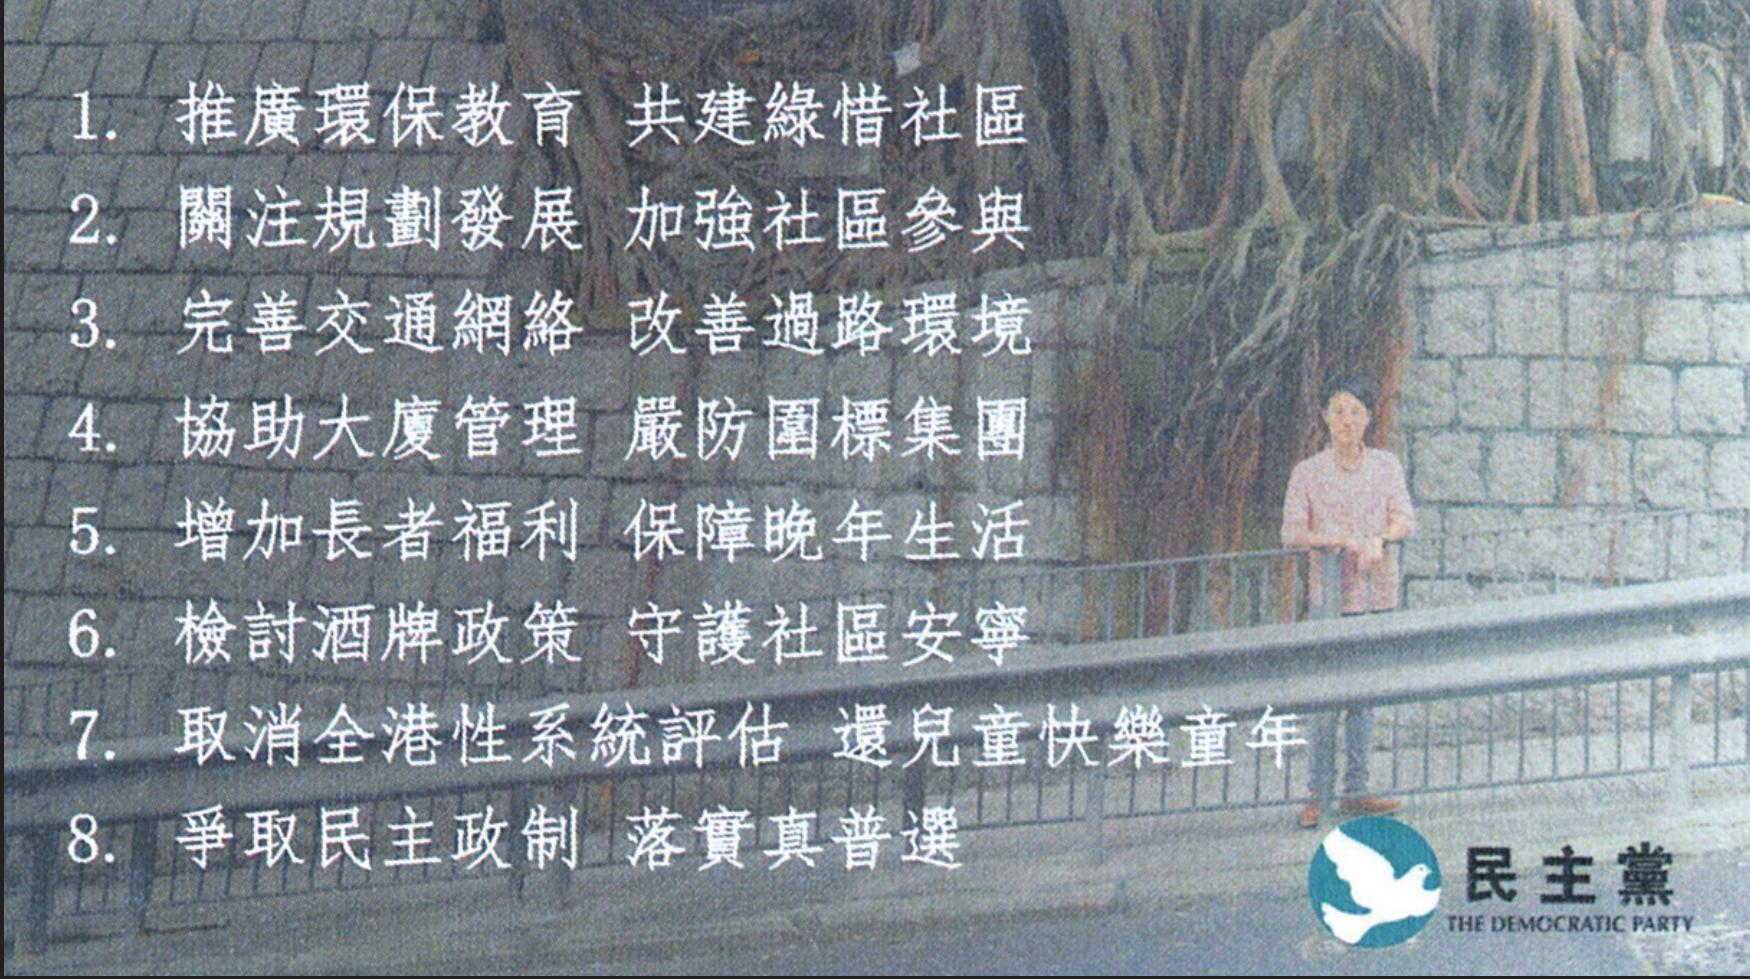 1. 推廣環保教育 共建綠惜社區
2. 關注規劃發展 加強社區參與
3. 完善交通網絡 改善過路環境
4. 協助大廈管理 嚴防圍標集團
5. 增加長者福利 保障晚年生活
6. 檢討酒牌政策 守護社區安寧
7. 取消全港性系統評估 還兒童快樂童年
8. 爭取民主政制 落實真普選
民主黨
THE DEMOCRATIC PARTY